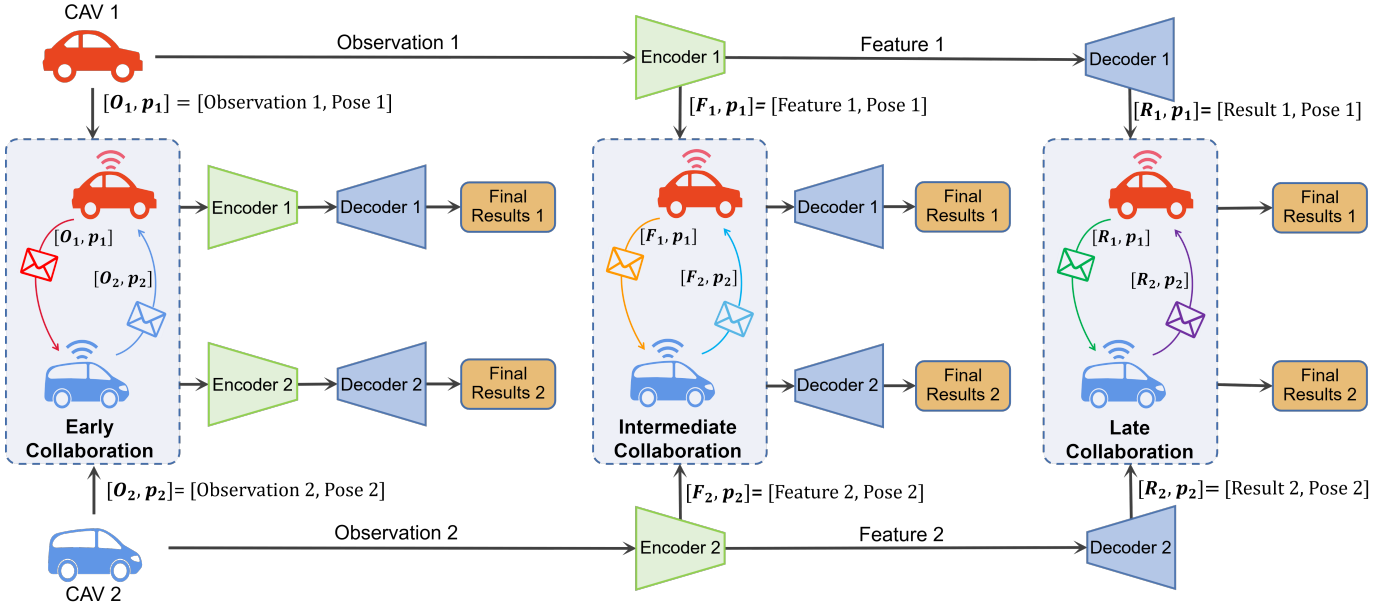 CAV 1
Observation 1
Encoder 1
Feature 1
Decoder 1
[O₁, p₁] = [Observation 1, Pose 1]
[F₁, p₁]= [Feature 1, Pose 1]
[R₁, p₁]= [Result 1, Pose 1]
[O₁, p₁]
[O₂, p₂]
Early
Collaboration
Encoder 1
Decoder 1
Final
Results 1
Encoder 2
Decoder 2
Final
Results 2
[F₁, p₁]
[F₂, p₂]
Intermediate
Collaboration
Decoder 1
Final
Results 1
Decoder 2
Final
Results 2
[R₁, p₁]
[R₂, p₂]
Late
Collaboration
Final
Results 1
Final
Results 2
[O₂, p₂]= [Observation 2, Pose 2]
[F₂, p₂]= [Feature 2, Pose 2]
[R₂, p₂]= [Result 2, Pose 2]
Observation 2
Encoder 2
Feature 2
Decoder 2
CAV 2